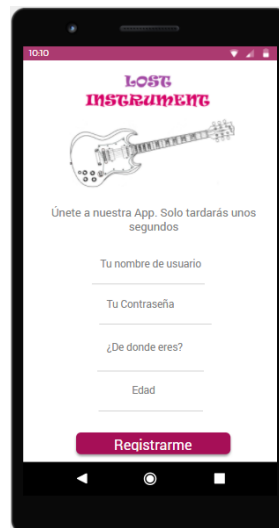 10:10
LOST
INSTRUMENT
Únete a nuestra App. Solo tardarás unos
segundos
Tu nombre de usuario
Tu Contraseña
¿De donde eres?
Edad
Registrarme